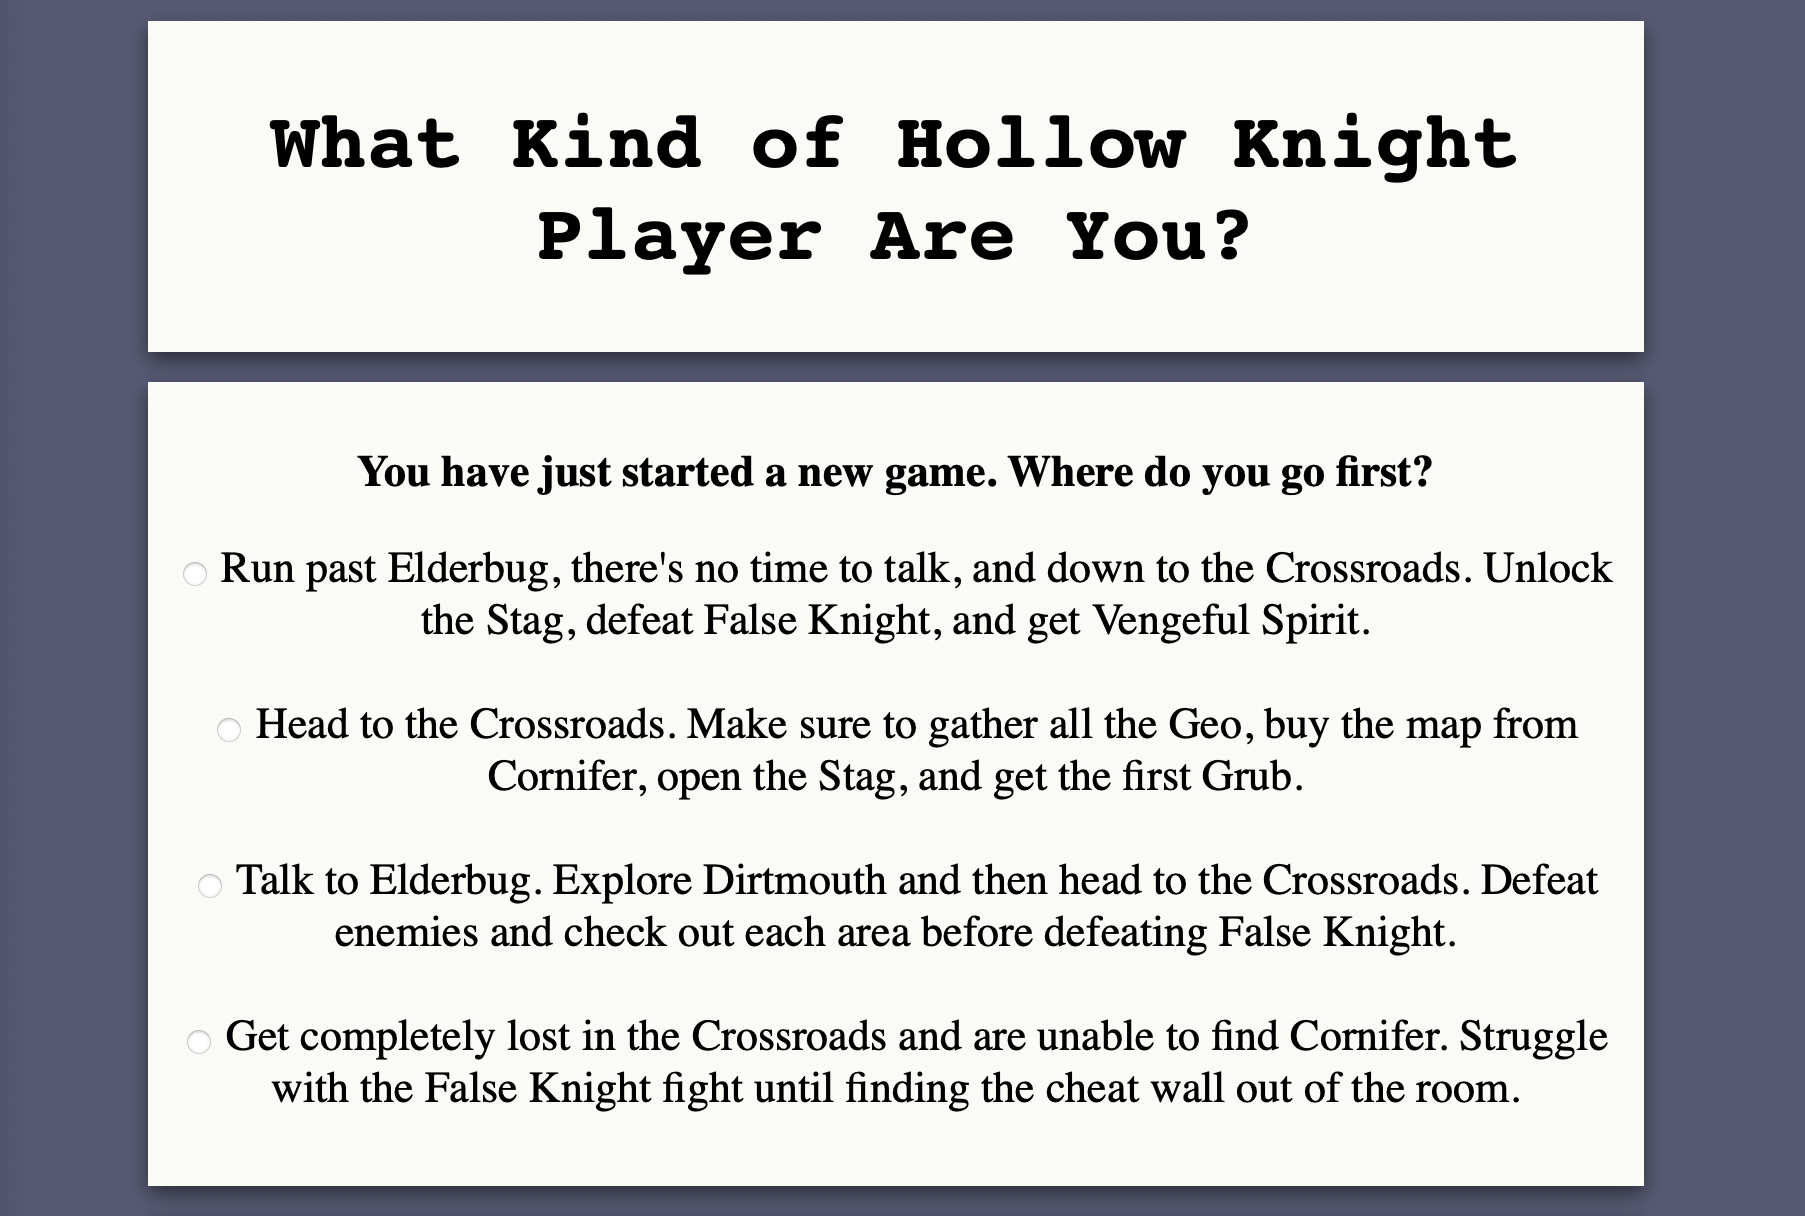 What Kind of Hollow Knight
Player Are You?
You have just started a new game. Where do you go first?
Run past Elderbug, there's no time to talk, and down to the Crossroads. Unlock
the Stag, defeat False Knight, and get Vengeful Spirit.
Head to the Crossroads. Make sure to gather all the Geo, buy the map from
Cornifer, open the Stag, and get the first Grub.
Talk to Elderbug. Explore Dirtmouth and then head to the Crossroads. Defeat
enemies and check out each area before defeating False Knight.
Get completely lost in the Crossroads and are unable to find Cornifer. Struggle
with the False Knight fight until finding the cheat wall out of the room.